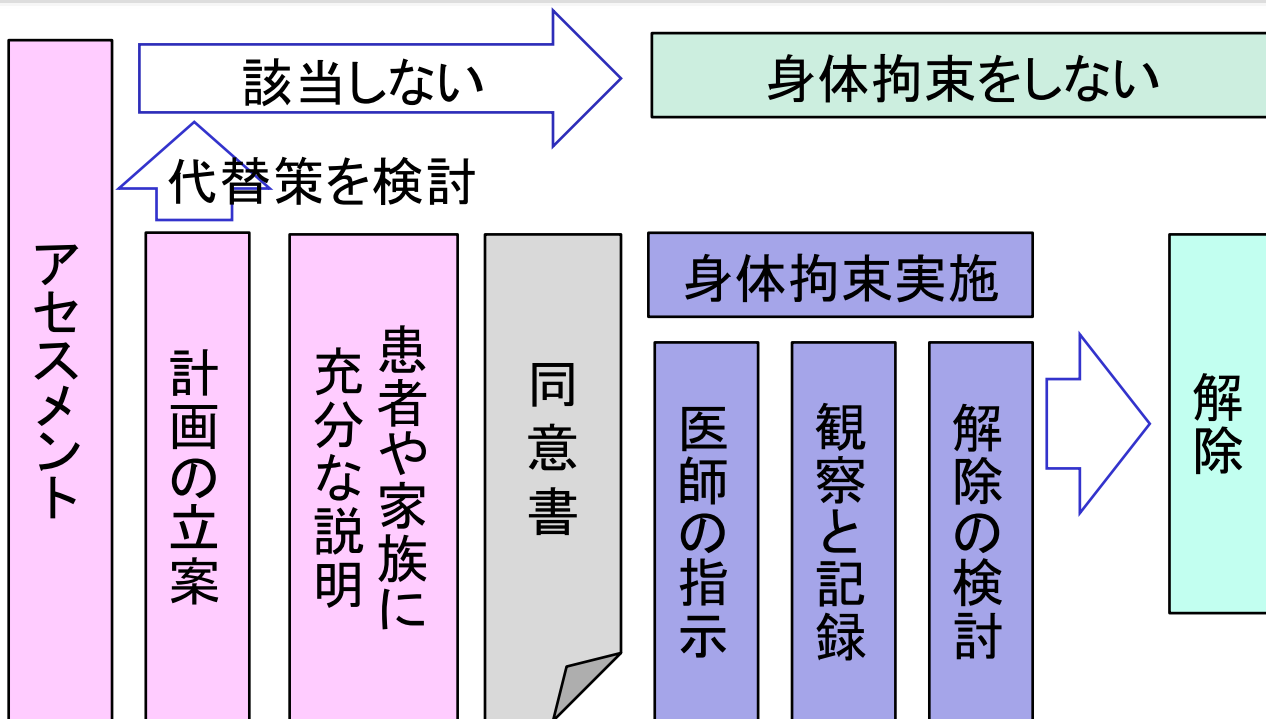 該当しない
身体拘束をしない
代替策を検討
アセスメント
計画の立案
患者や家族に
充分な説明
同意書
身体拘束実施
医師の指示
観察と記録
解除の検討
解除